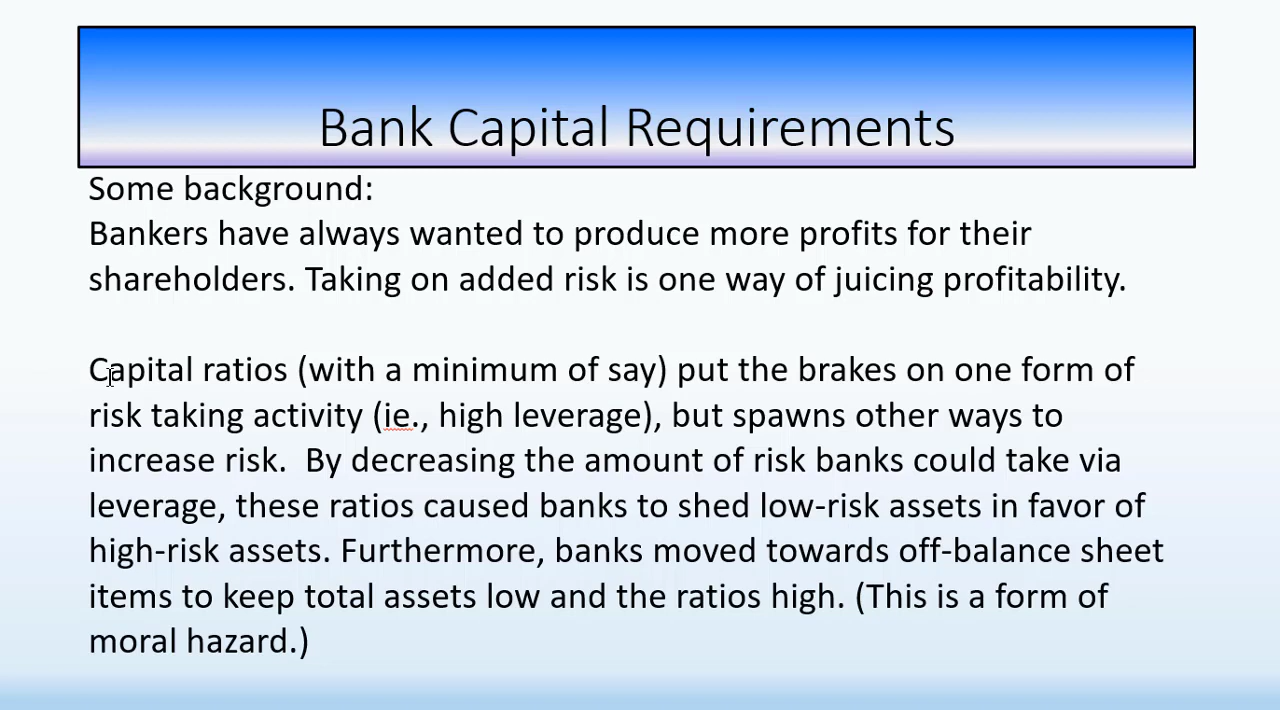 Bank Capital Requirements
Some background:
Bankers have always wanted to produce more profits for their
shareholders. Taking on added risk is one way of juicing profitability.
Capital ratios (with a minimum of say) put the brakes on one form of
risk taking activity (ie., high leverage), but spawns other ways to
increase risk.  By decreasing the amount of risk banks could take via
leverage, these ratios caused banks to shed low-risk assets in favor of
high-risk assets. Furthermore, banks moved towards off-balance sheet
items to keep total assets low and the ratios high. (This is a form of
moral hazard.)